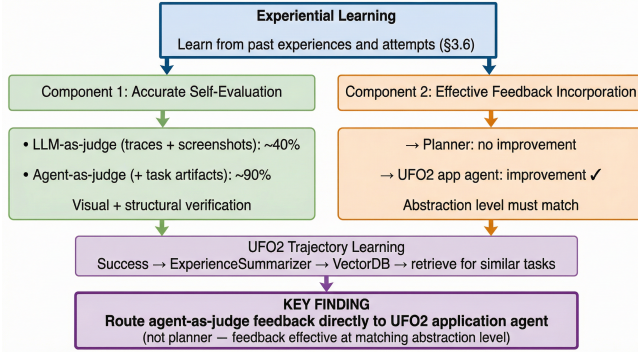 Experiential Learning
Learn from past experiences and attempts (§3.6)
Component 1: Accurate Self-Evaluation
Component 2: Effective Feedback Incorporation
• LLM-as-judge (traces + screenshots): ~40%
• Agent-as-judge (+ task artifacts): ~90%
Visual + structural verification
→ Planner: no improvement
→ UFO2 app agent: improvement ✓
Abstraction level must match
UFO2 Trajectory Learning
Success → ExperienceSummarizer → VectorDB → retrieve for similar tasks
KEY FINDING
Route agent-as-judge feedback directly to UFO2 application agent
(not planner — feedback effective at matching abstraction level)